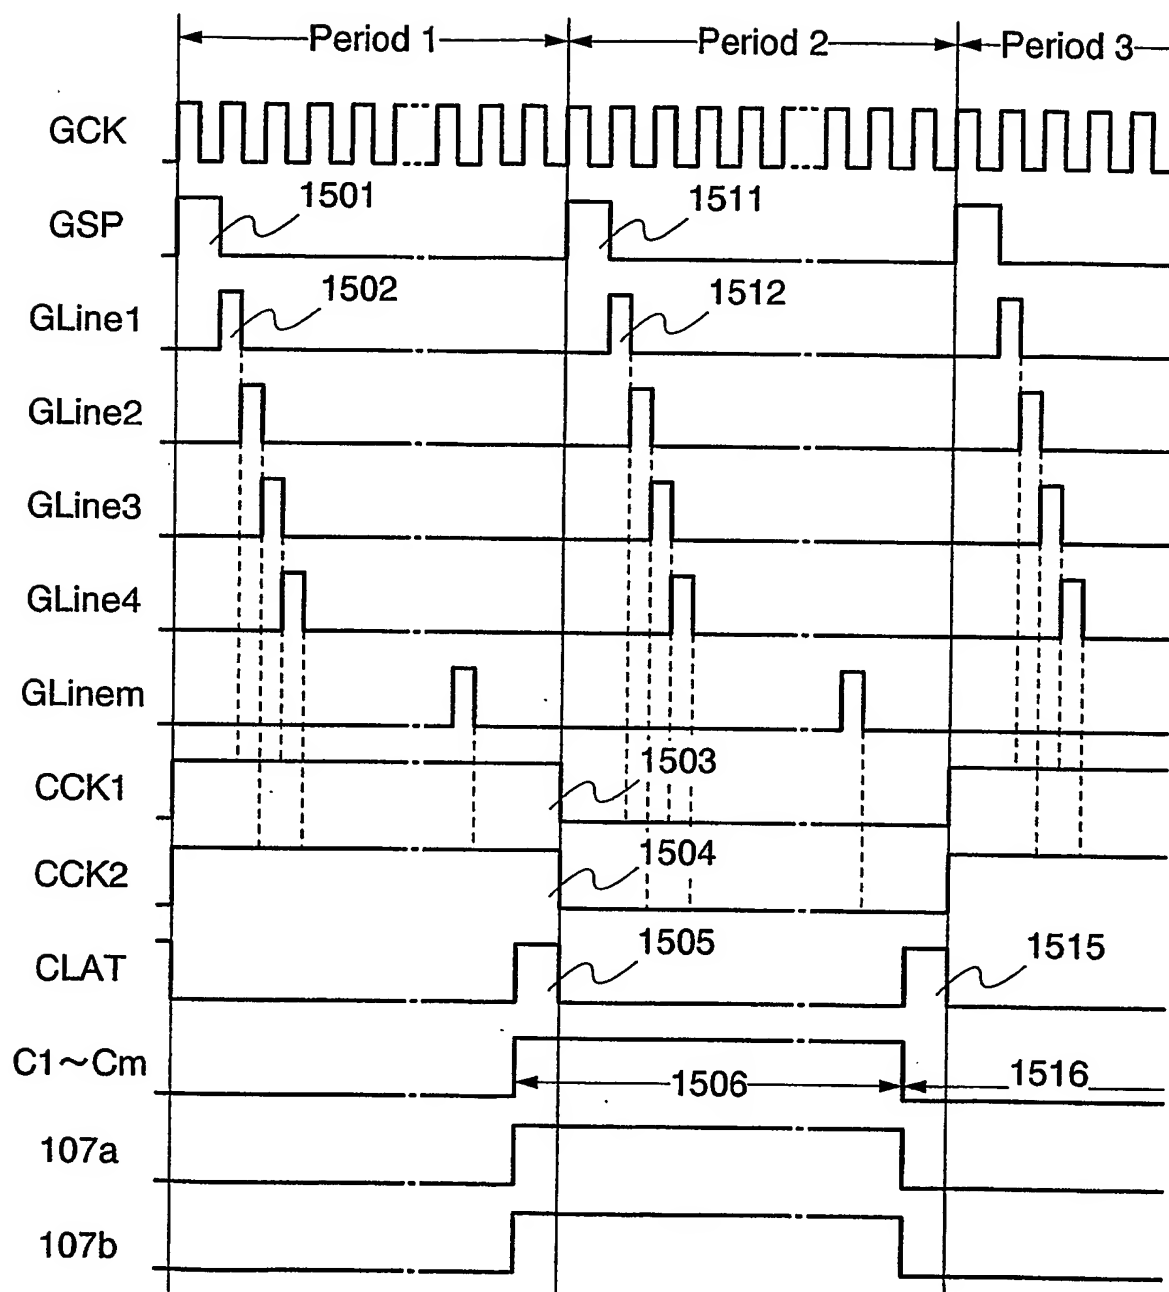 Period 1 Period 2 Period 3
GCK
GSP 1501 1511
GLine1 1502 1512
GLine2
GLine3
GLine4
GLinem
CCK1 1503
CCK2 1504
CLAT 1505 1515
C1~Cm 1506 1516
107a
107b